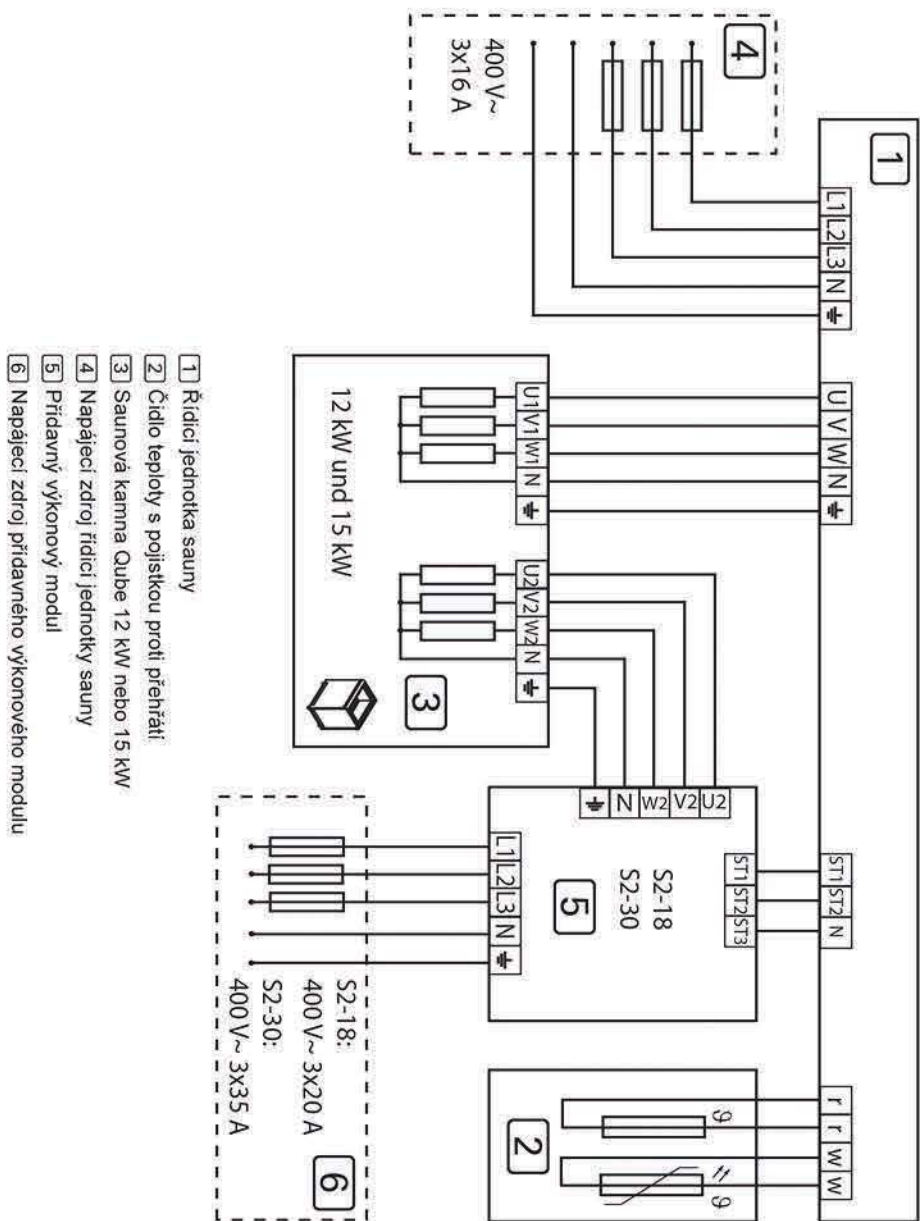 4
400 V~
3x16 A
1
L1 L2 L3 N
U V W N
ST1 ST2 N
r r W W
U1 V1 W1 N
U2 V2 W2 N
12 kW und 15 kW
3
U2
V2
W2
N
ST1 ST2 ST3
S2-18
S2-30
5
L1 L2 L3 N
S2-18:
400 V~ 3x20 A
S2-30:
400 V~ 3x35 A
6
ϑ
ϑ
2
1 Řídicí jednotka sauny
2 Čidlo teploty s pojistkou proti přehřátí
3 Saunová kamna Qube 12 kW nebo 15 kW
4 Napájecí zdroj řídicí jednotky sauny
5 Přídavný výkonový modul
6 Napájecí zdroj přídavného výkonového modulu